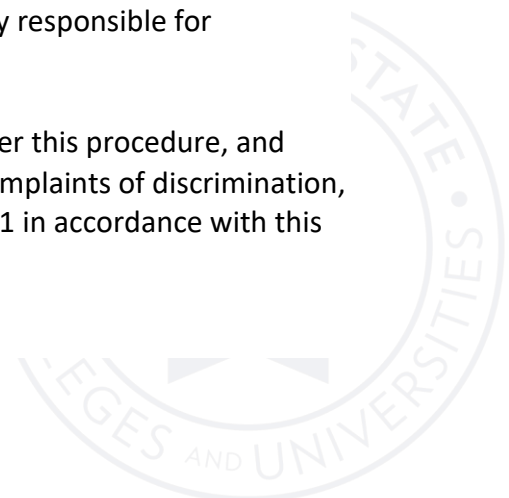 y responsible for
er this procedure, and
mplaints of discrimination,
1 in accordance with this
STATE
EGES AND UNIVERSITIES